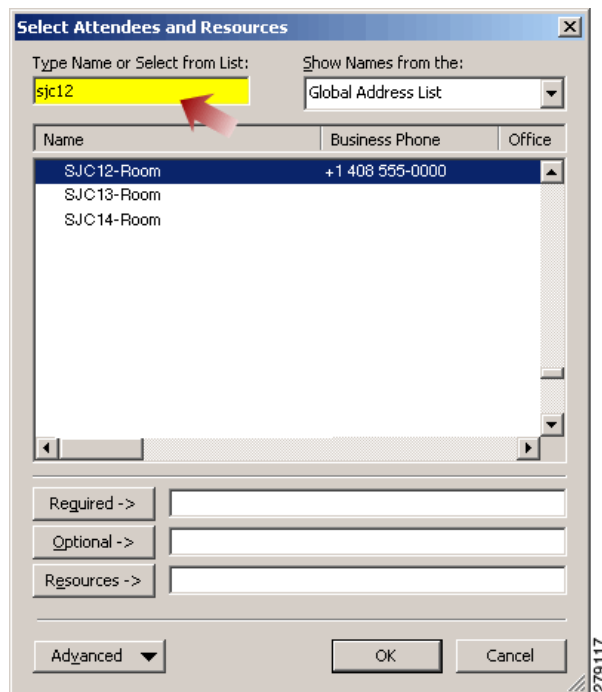 Select Attendees and Resources
Type Name or Select from List:
Show Names from the:
sjc12
Global Address List
Name
Business Phone
Office
SJC12-Room
+1 408 555-0000
SJC13-Room
SJC14-Room
Required ->
Optional ->
Resources ->
Advanced
OK
Cancel
279117